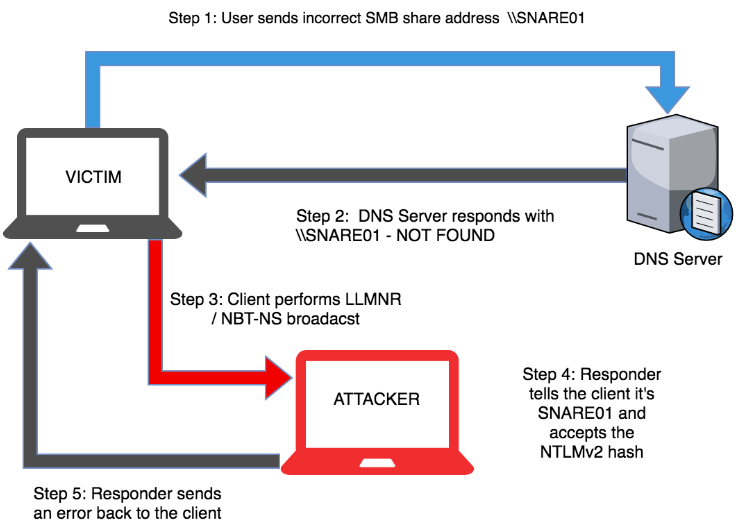 Step 1: User sends incorrect SMB share address \\SNARE01
VICTIM
Step 2: DNS Server responds with
\\SNARE01 - NOT FOUND
DNS Server
Step 3: Client performs LLMNR
/ NBT-NS broadacst
ATTACKER
Step 4: Responder
tells the client it's
SNARE01 and
accepts the
NTLMv2 hash
Step 5: Responder sends
an error back to the client